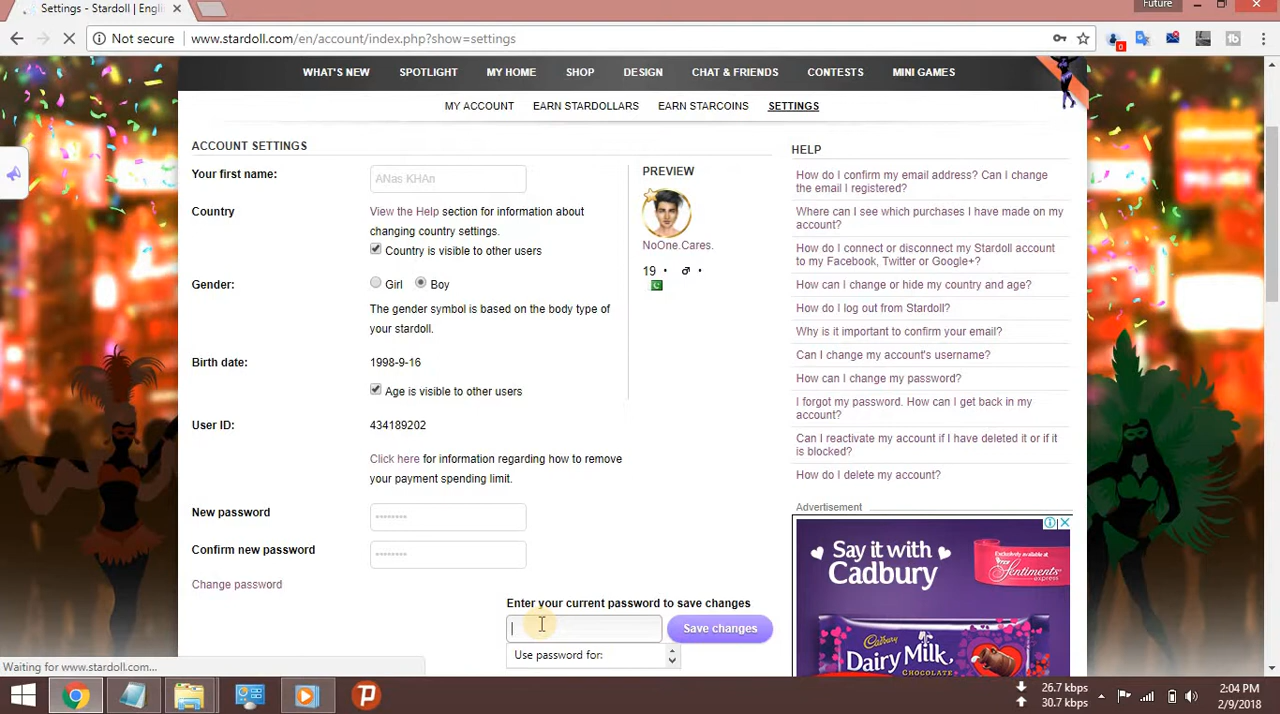 Settings - Stardoll | Engli
Future
Not secure
www.stardoll.com/en/account/index.php?show=settings
0
WHAT'S NEW
SPOTLIGHT
MY HOME
SHOP
DESIGN
CHAT & FRIENDS
CONTESTS
MINI GAMES
MY ACCOUNT
EARN STARDOLLARS
EARN STARCOINS
SETTINGS
ACCOUNT SETTINGS
Your first name:
ANas KHAn
Country
View the Help section for information about
changing country settings.
Country is visible to other users
Gender:
Girl
Boy
The gender symbol is based on the body type of
your stardoll.
Birth date:
1998-9-16
Age is visible to other users
User ID:
434189202
Click here for information regarding how to remove
your payment spending limit.
New password
Confirm new password
Change password
Enter your current password to save changes
Save changes
Use password for:
PREVIEW
NoOne.Cares.
19 • ♂ •
HELP
How do I confirm my email address? Can I change
the email I registered?
Where can I see which purchases I have made on my
account?
How do I connect or disconnect my Stardoll account
to my Facebook, Twitter or Google+?
How can I change or hide my country and age?
How do I log out from Stardoll?
Why is it important to confirm your email?
Can I change my account's username?
How can I change my password?
I forgot my password. How can I get back in my
account?
Can I reactivate my account if I have deleted it or if it
is blocked?
How do I delete my account?
Advertisement
Say it with
Cadbury
Exclusively available at
TCS
Sentiments
express
Cadbury
Dairy Milk
Waiting for www.stardoll.com...
26.7 kbps
30.7 kbps
2:04 PM
2/9/2018